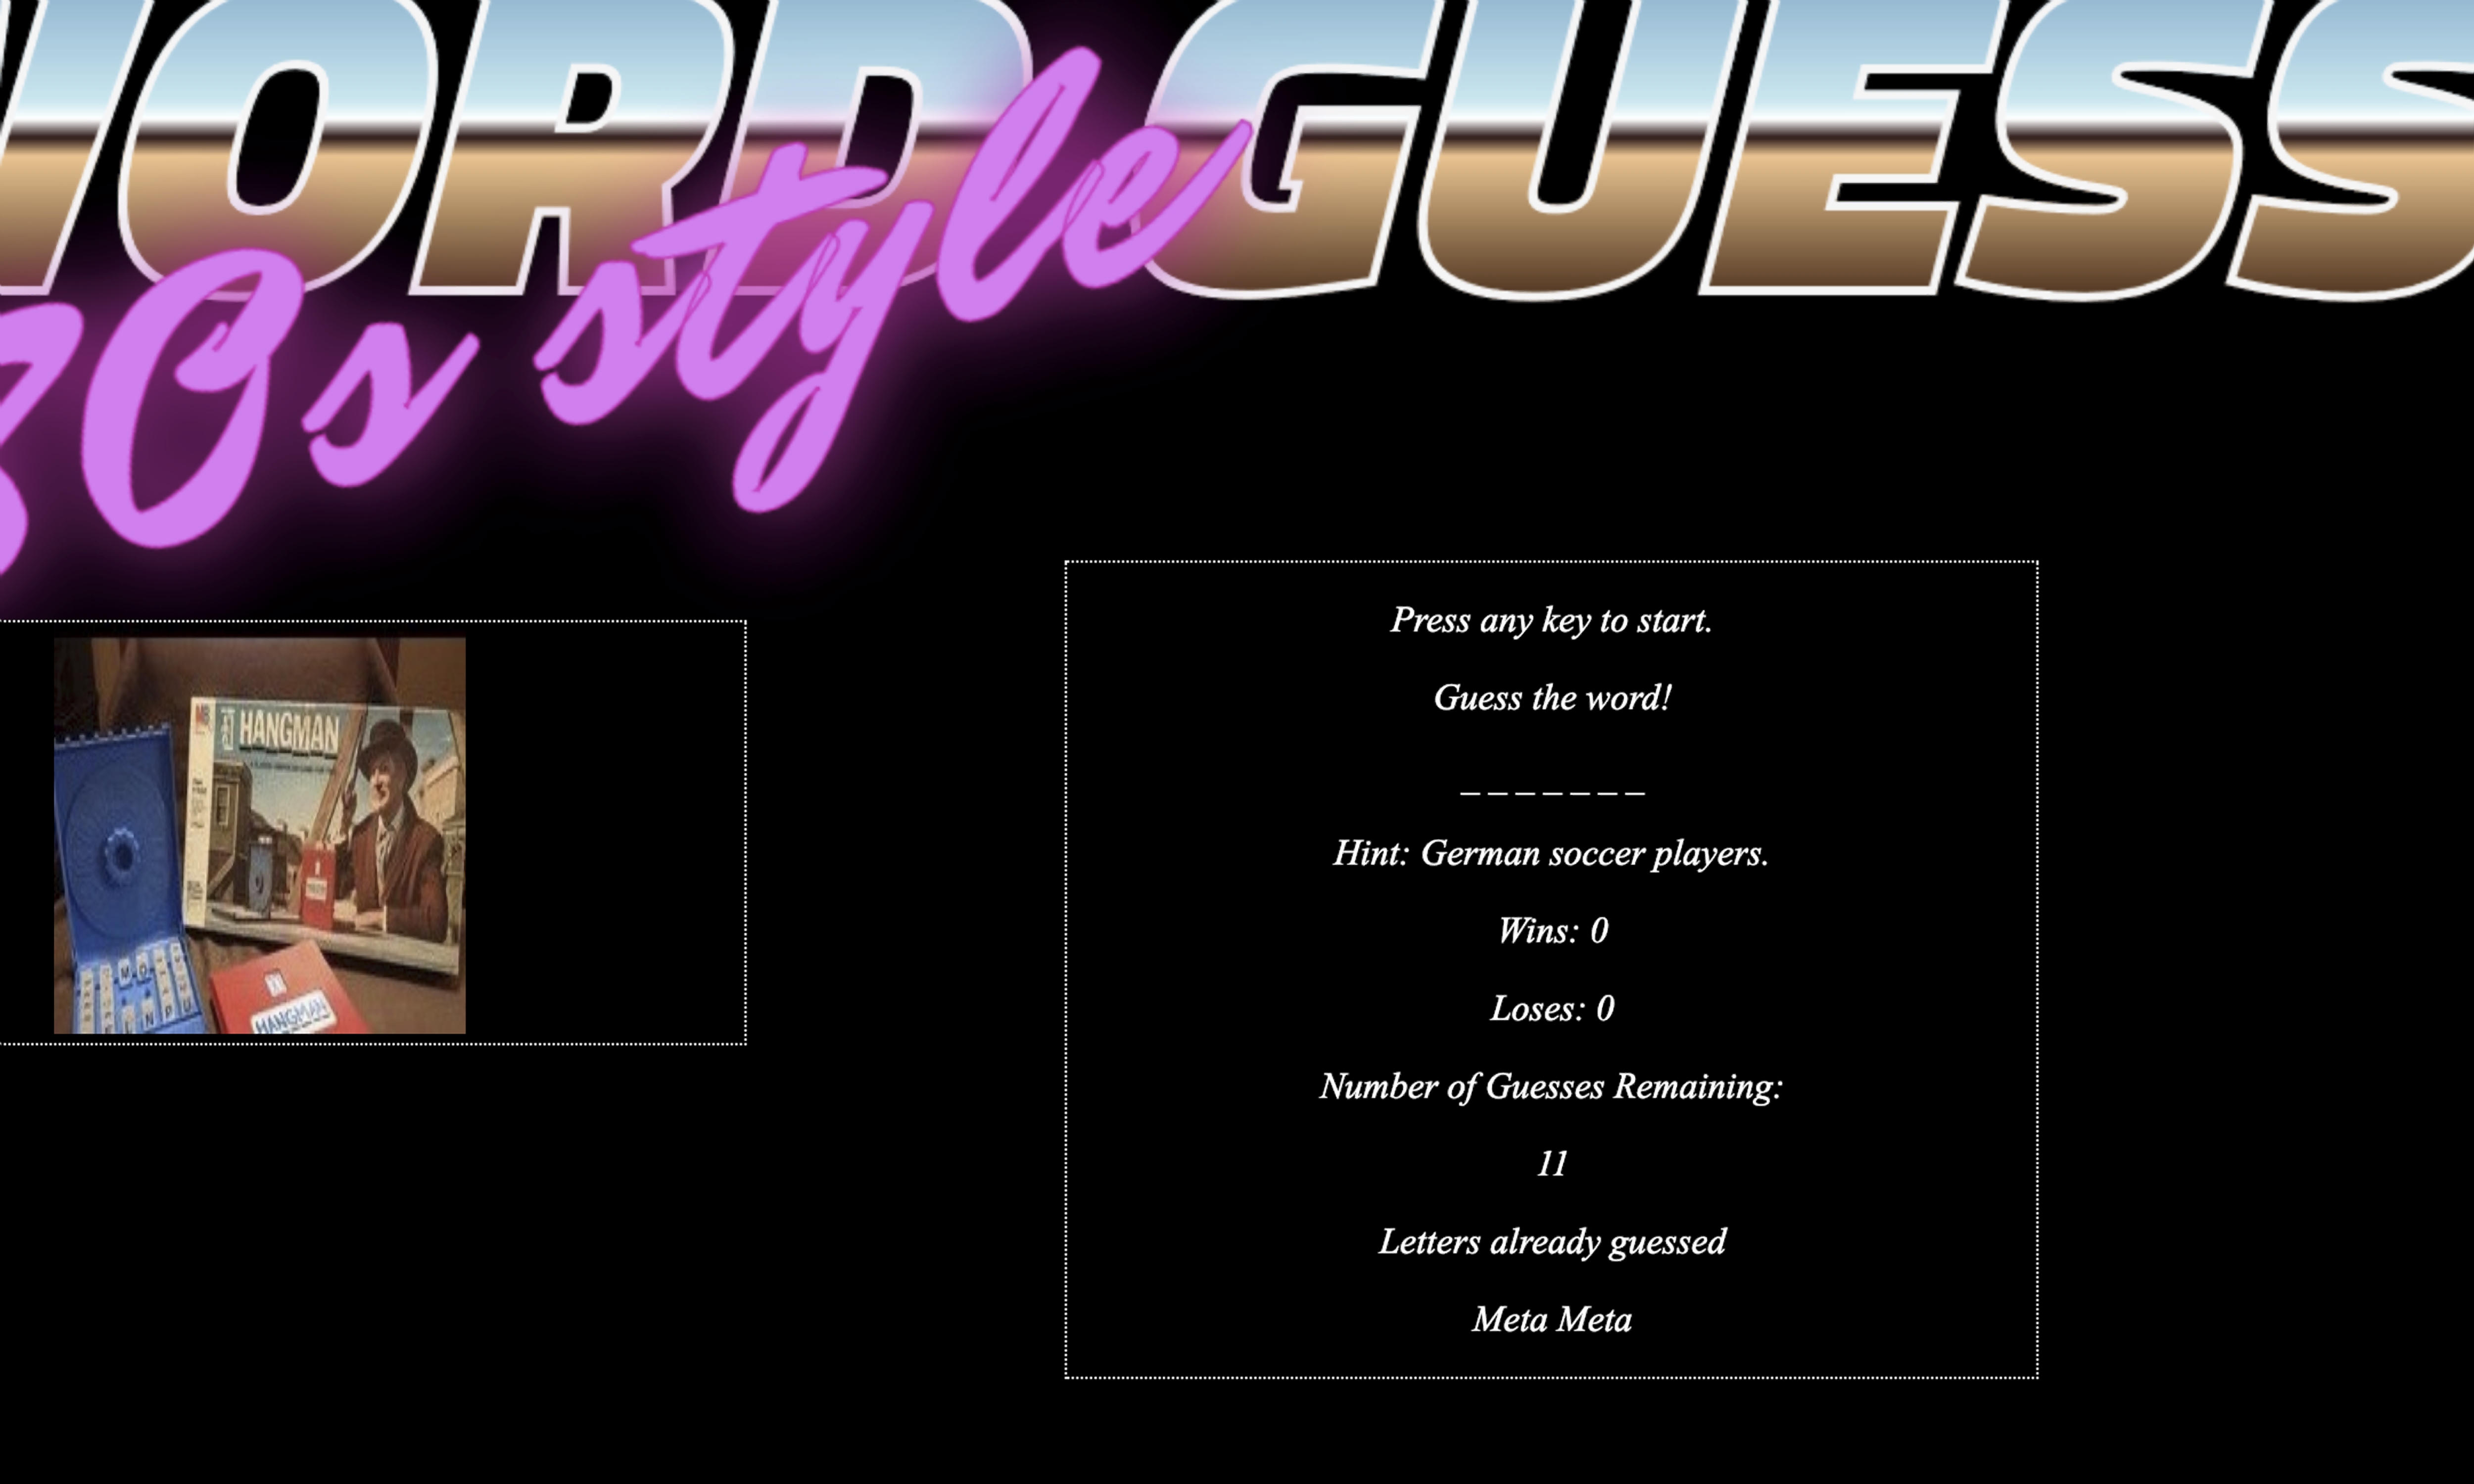 ORD GUESS
0s style
HANGMAN
HANGMAN
Press any key to start.
Guess the word!
_ _ _ _ _ _ _
Hint: German soccer players.
Wins: 0
Loses: 0
Number of Guesses Remaining:
11
Letters already guessed
Meta Meta